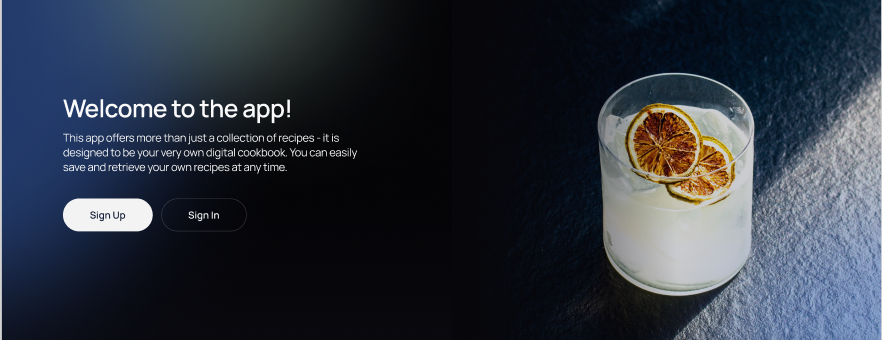 Welcome to the app!
This app offers more than just a collection of recipes - it is
designed to be your very own digital cookbook. You can easily
save and retrieve your own recipes at any time.
Sign Up
Sign In